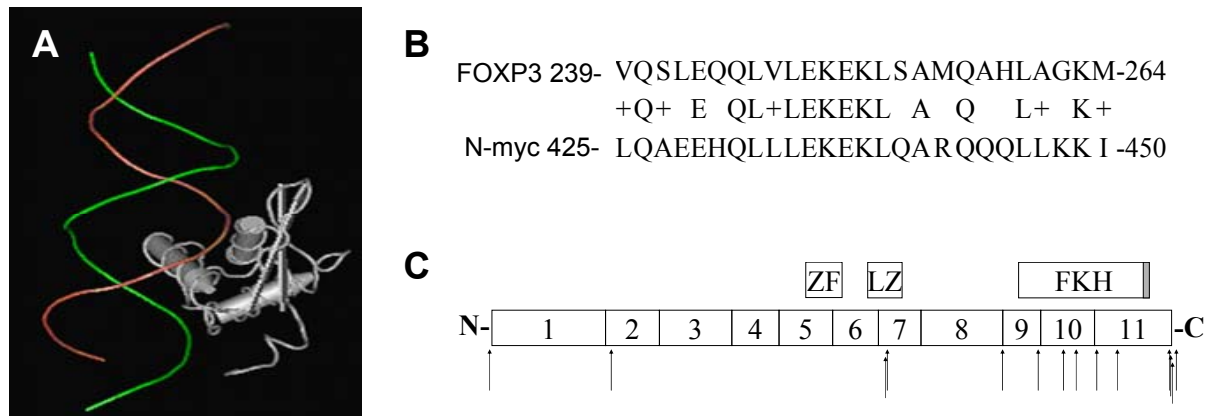 A
B
FOXP3 239- VQSLEQQLVLEKEKLSAMQAHLAGKM-264
+Q+ E QL+LEKEKL A Q L+ K+
N-myc 425- LQAEEHQLLLEKEKLQARQQQLLKK I -450
C
ZF LZ FKH
N- 1 2 3 4 5 6 7 8 9 10 11 -C